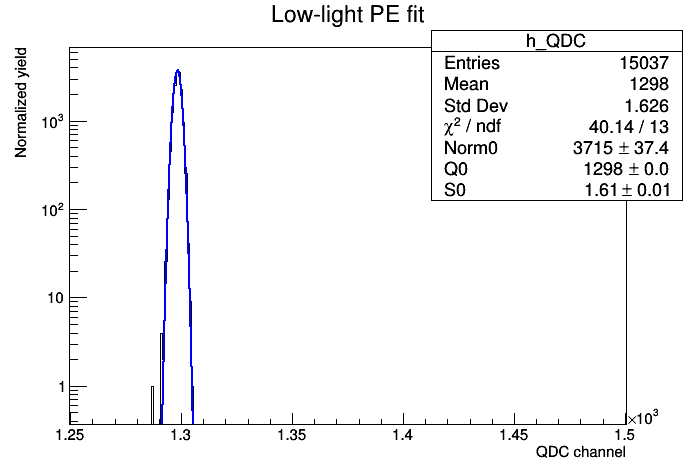 Low-light PE fit
h_QDC
Entries 15037
Mean 1298
Std Dev 1.626
χ² / ndf 40.14 / 13
Norm0 3715 ± 37.4
Q0 1298 ± 0.0
S0 1.61 ± 0.01
Normalized yield
10³
10²
10
1
1.25 1.3 1.35 1.4 1.45 1.5
×10³
QDC channel